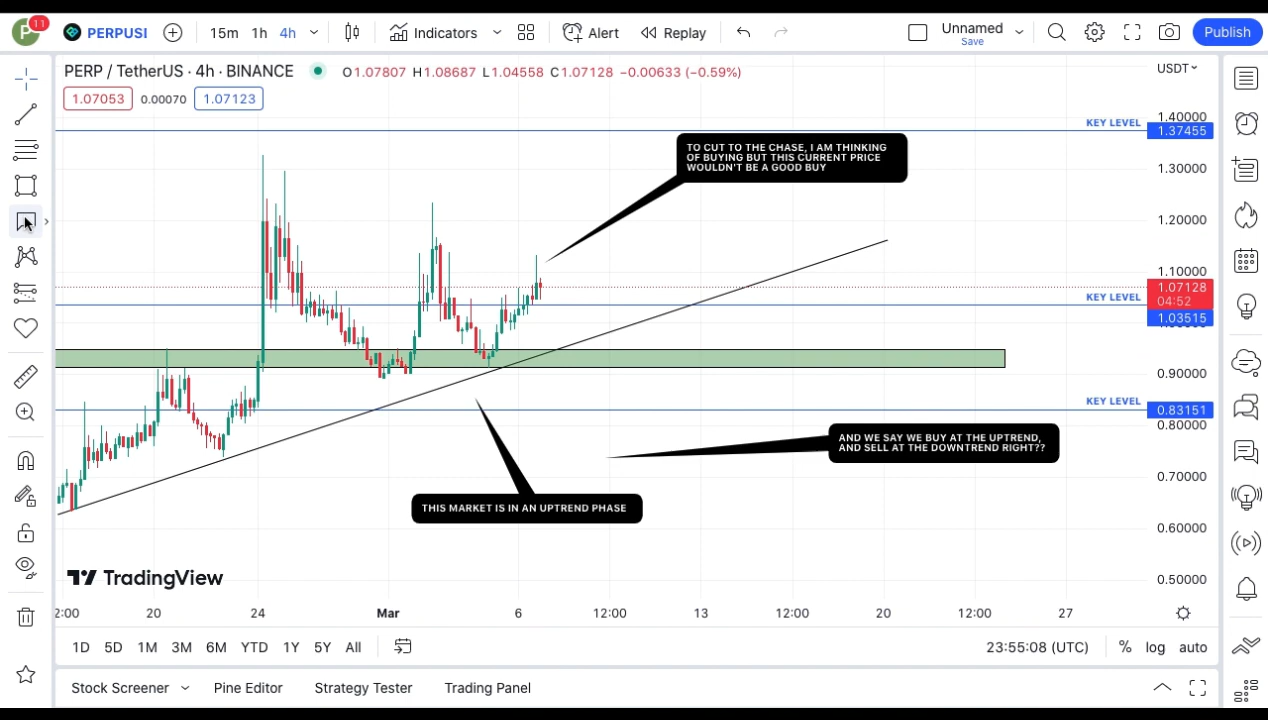 P
11
PERPUSI
15m 1h 4h
Indicators
Alert
Replay
Unnamed
Save
Publish
PERP / TetherUS · 4h · BINANCE
O1.07807 H1.08687 L1.04558 C1.07128 −0.00633 (−0.59%)
USDT
1.07053
0.00070
1.07123
1.40000
KEY LEVEL
1.37455
TO CUT TO THE CHASE, I AM THINKING
OF BUYING BUT THIS CURRENT PRICE
WOULDN'T BE A GOOD BUY
1.30000
1.20000
1.10000
1.07128
04:52
KEY LEVEL
1.03515
0.90000
KEY LEVEL
0.83151
0.80000
AND WE SAY WE BUY AT THE UPTREND,
AND SELL AT THE DOWNTREND RIGHT??
0.70000
THIS MARKET IS IN AN UPTREND PHASE
0.60000
0.50000
TradingView
2:00 20 24 Mar 6 12:00 13 12:00 20 12:00 27
1D 5D 1M 3M 6M YTD 1Y 5Y All
23:55:08 (UTC)
% log auto
Stock Screener
Pine Editor
Strategy Tester
Trading Panel